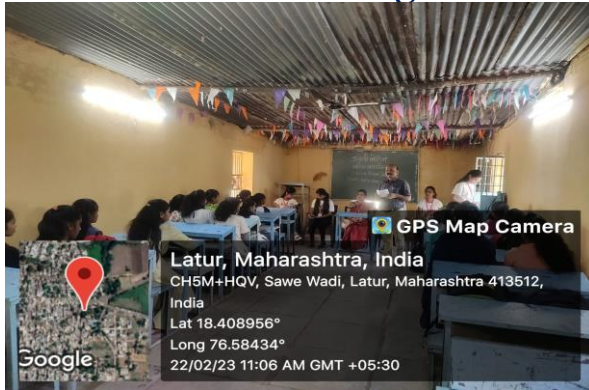 GPS Map Camera
Latur, Maharashtra, India
CH5M+HQV, Sawe Wadi, Latur, Maharashtra 413512,
India
Lat 18.408956°
Long 76.58434°
22/02/23 11:06 AM GMT +05:30
Google